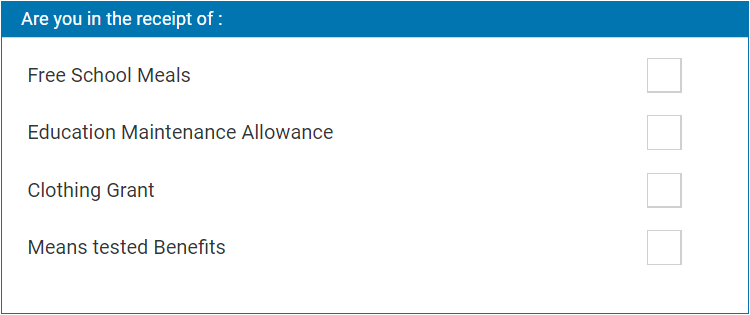 Are you in the receipt of :
Free School Meals
Education Maintenance Allowance
Clothing Grant
Means tested Benefits